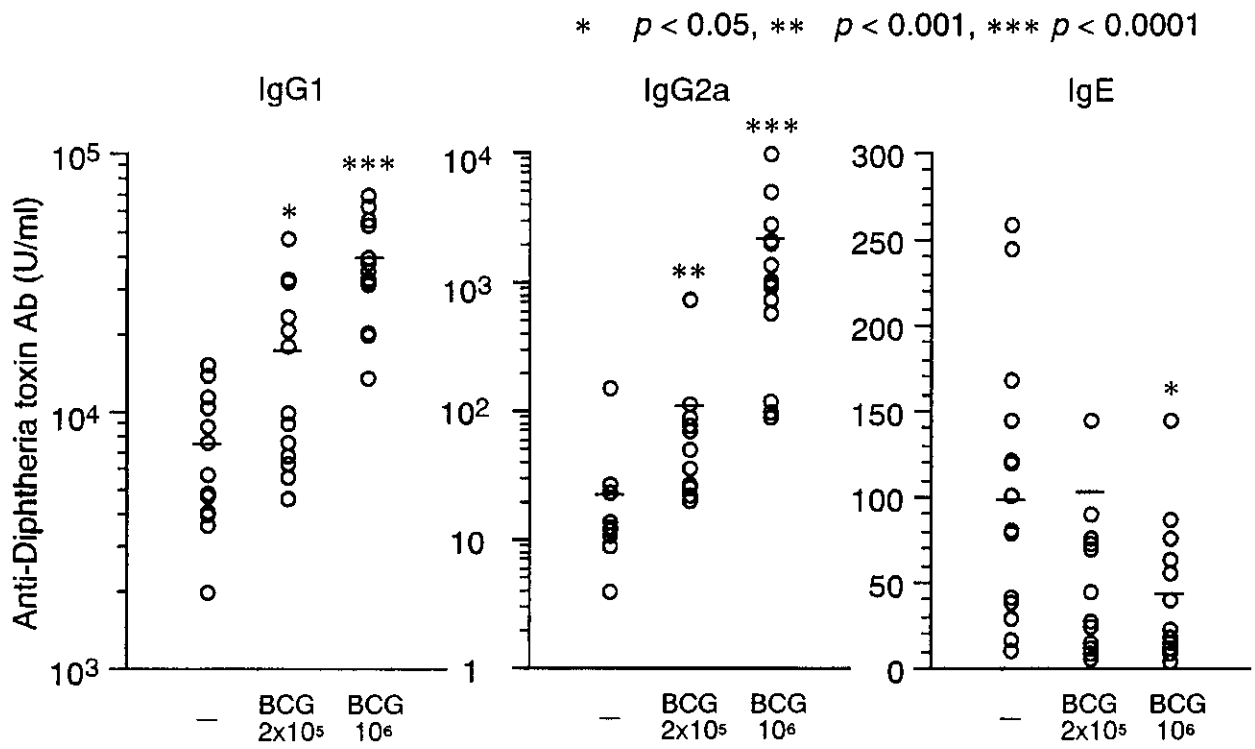 * p < 0.05, ** p < 0.001, *** p < 0.0001
IgG1 IgG2a IgE
Anti-Diphtheria toxin Ab (U/ml)
10⁵
10⁴
10³
*
***
—
BCG 2x10⁵
BCG 10⁶
10⁴
10³
10²
10
1
**
***
—
BCG 2x10⁵
BCG 10⁶
300
250
200
150
100
50
0
*
—
BCG 2x10⁵
BCG 10⁶